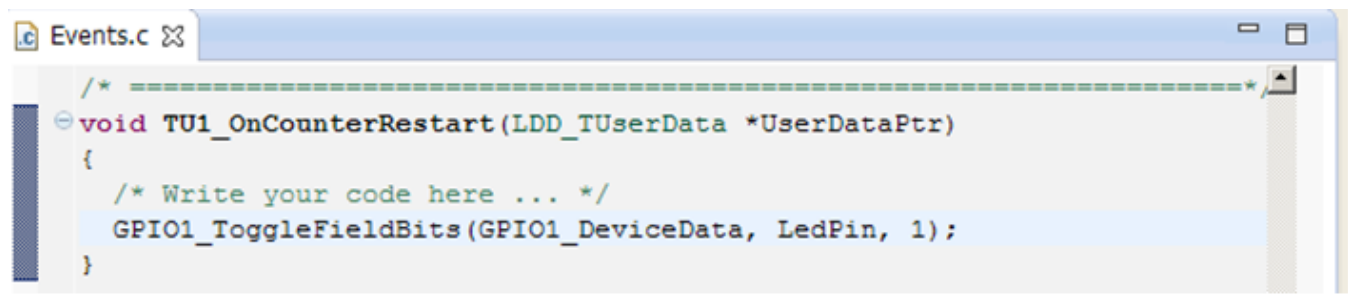 .c Events.c
/* ==============================================================*/
void TU1_OnCounterRestart(LDD_TUserData *UserDataPtr)
{
/* Write your code here ... */
GPIO1_ToggleFieldBits(GPIO1_DeviceData, LedPin, 1);
}